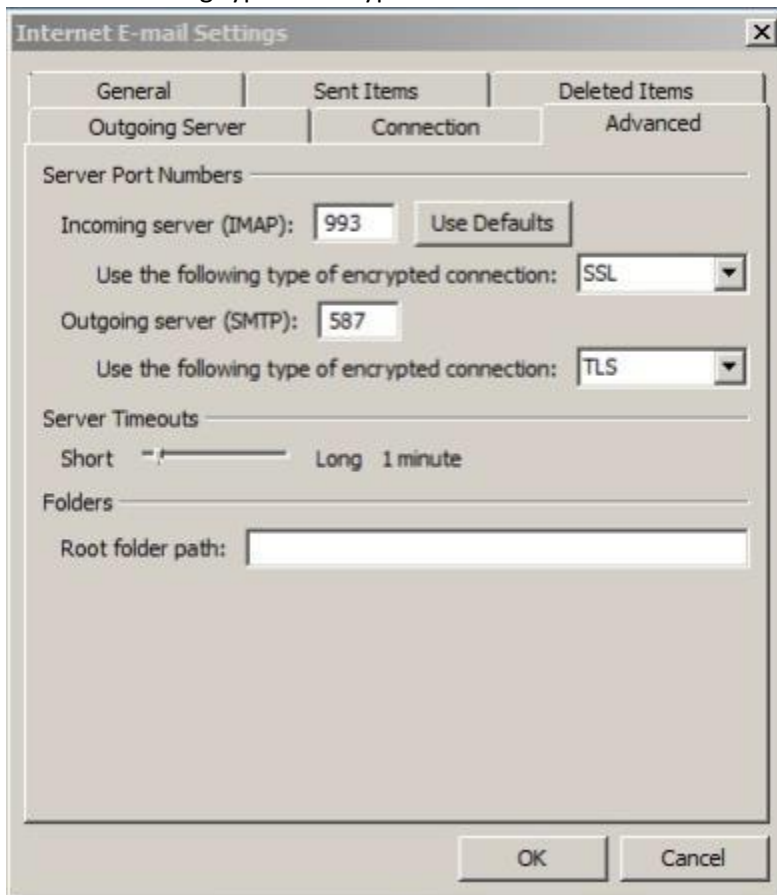 Internet E-mail Settings
General Sent Items Deleted Items
Outgoing Server Connection Advanced
Server Port Numbers
Incoming server (IMAP): 993 Use Defaults
Use the following type of encrypted connection: SSL
Outgoing server (SMTP): 587
Use the following type of encrypted connection: TLS
Server Timeouts
Short Long 1 minute
Folders
Root folder path:
OK Cancel